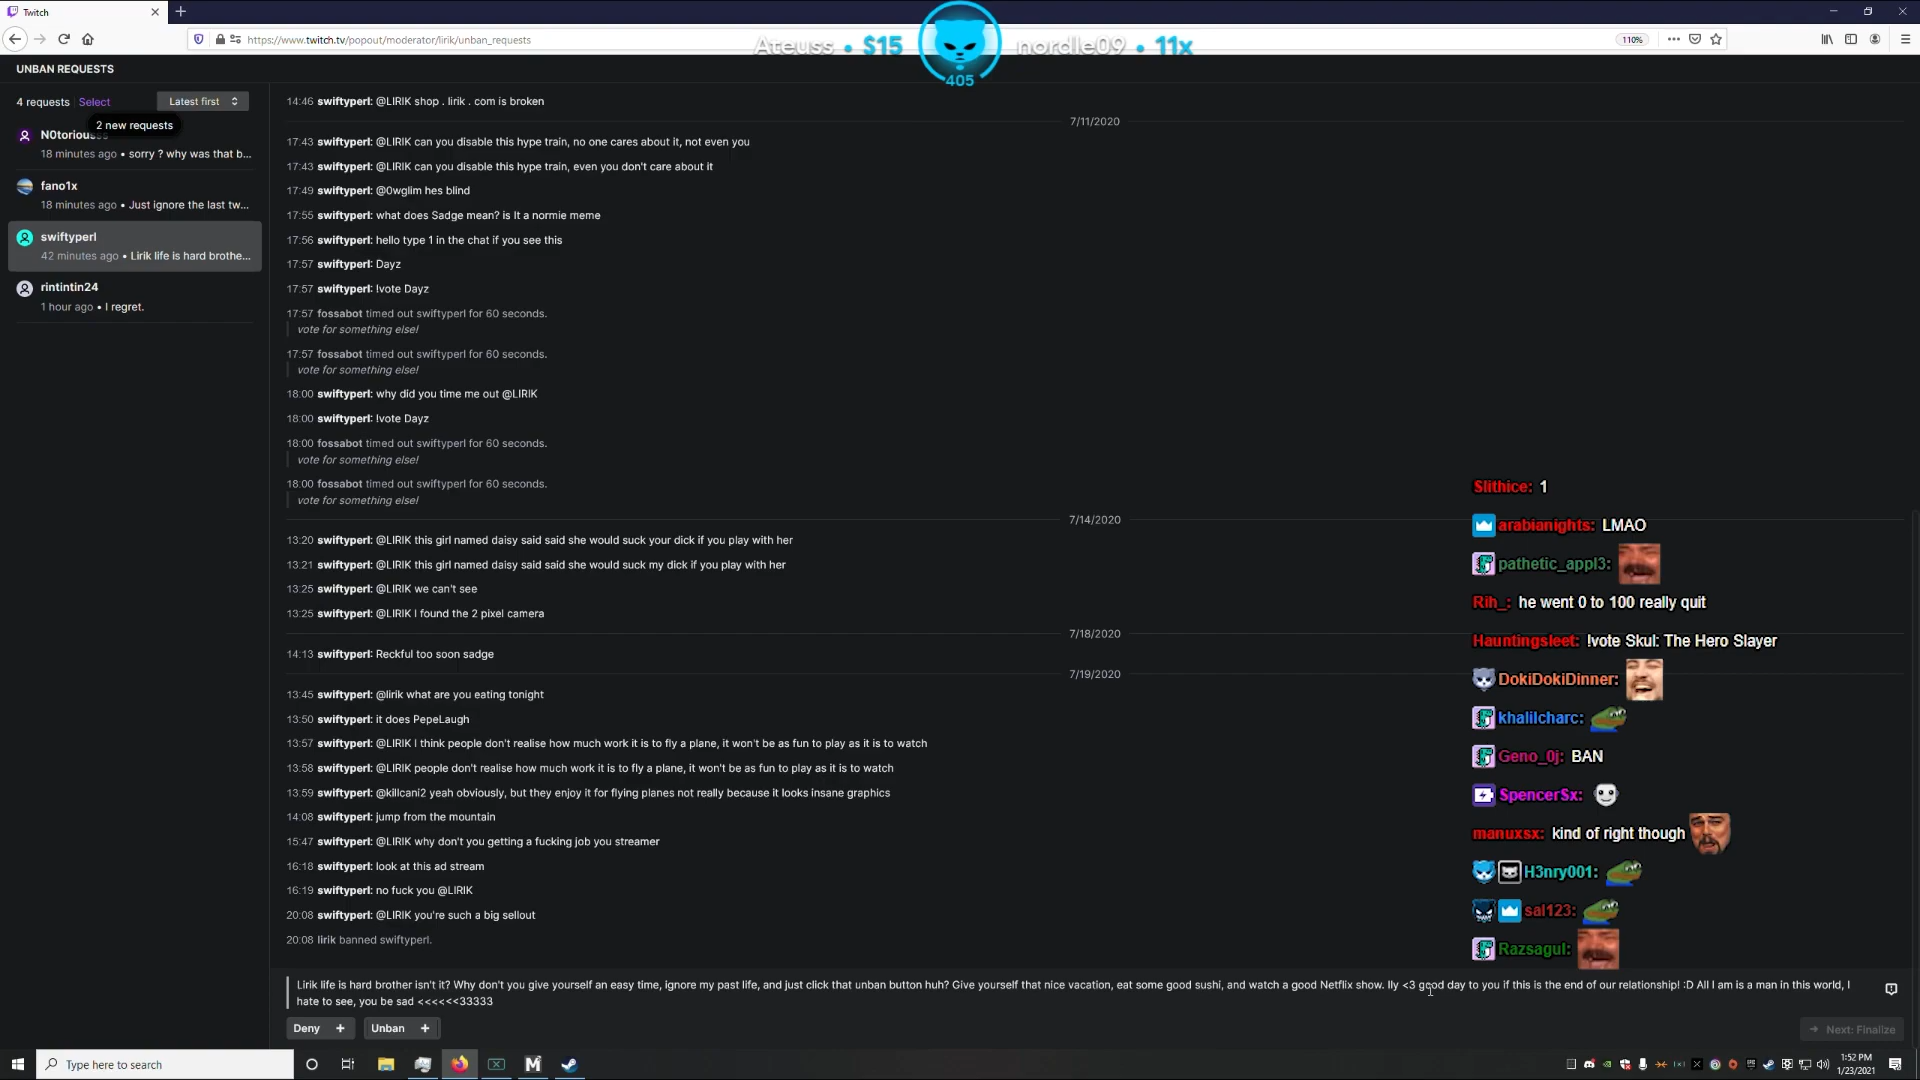 Twitch
https://www.twitch.tv/popout/moderator/lirik/unban_requests
110%
Ateuss • $15
405
nordle09 • 11x
UNBAN REQUESTS
4 requests Select
Latest first
2 new requests
N0torious
18 minutes ago • sorry ? why was that b...
fano1x
18 minutes ago • Just ignore the last tw...
swiftyperl
42 minutes ago • Lirik life is hard brothe...
rintintin24
1 hour ago • I regret.
14:46 swiftyperl: @LIRIK shop . lirik . com is broken
7/11/2020
17:43 swiftyperl: @LIRIK can you disable this hype train, no one cares about it, not even you
17:43 swiftyperl: @LIRIK can you disable this hype train, even you don't care about it
17:49 swiftyperl: @0wglim hes blind
17:55 swiftyperl: what does Sadge mean? is It a normie meme
17:56 swiftyperl: hello type 1 in the chat if you see this
17:57 swiftyperl: Dayz
17:57 swiftyperl: !vote Dayz
17:57 fossabot timed out swiftyperl for 60 seconds.
vote for something else!
17:57 fossabot timed out swiftyperl for 60 seconds.
vote for something else!
18:00 swiftyperl: why did you time me out @LIRIK
18:00 swiftyperl: !vote Dayz
18:00 fossabot timed out swiftyperl for 60 seconds.
vote for something else!
18:00 fossabot timed out swiftyperl for 60 seconds.
vote for something else!
7/14/2020
13:20 swiftyperl: @LIRIK this girl named daisy said said she would suck your dick if you play with her
13:21 swiftyperl: @LIRIK this girl named daisy said said she would suck my dick if you play with her
13:25 swiftyperl: @LIRIK we can't see
13:25 swiftyperl: @LIRIK I found the 2 pixel camera
7/18/2020
14:13 swiftyperl: Reckful too soon sadge
7/19/2020
13:45 swiftyperl: @lirik what are you eating tonight
13:50 swiftyperl: it does PepeLaugh
13:57 swiftyperl: @LIRIK I think people don't realise how much work it is to fly a plane, it won't be as fun to play as it is to watch
13:58 swiftyperl: @LIRIK people don't realise how much work it is to fly a plane, it won't be as fun to play as it is to watch
13:59 swiftyperl: @killcani2 yeah obviously, but they enjoy it for flying planes not really because it looks insane graphics
14:08 swiftyperl: jump from the mountain
15:47 swiftyperl: @LIRIK why don't you getting a fucking job you streamer
16:18 swiftyperl: look at this ad stream
16:19 swiftyperl: no fuck you @LIRIK
20:08 swiftyperl: @LIRIK you're such a big sellout
20:08 lirik banned swiftyperl.
Slithice: 1
arabianights: LMAO
pathetic_appl3:
Rih_: he went 0 to 100 really quit
Hauntingsleet: !vote Skul: The Hero Slayer
DokiDokiDinner:
khalilcharc:
Geno_0j: BAN
SpencerSx:
manuxsx: kind of right though
H3nry001:
sal123:
Razsagul:
Lirik life is hard brother isn't it? Why don't you give yourself an easy time, ignore my past life, and just click that unban button huh? Give yourself that nice vacation, eat some good sushi, and watch a good Netflix show. Ily <3 good day to you if this is the end of our relationship! :D All I am is a man in this world, I
hate to see, you be sad <<<<<<33333
Deny + Unban +
Next: Finalize
Type here to search
1:52 PM
1/23/2021